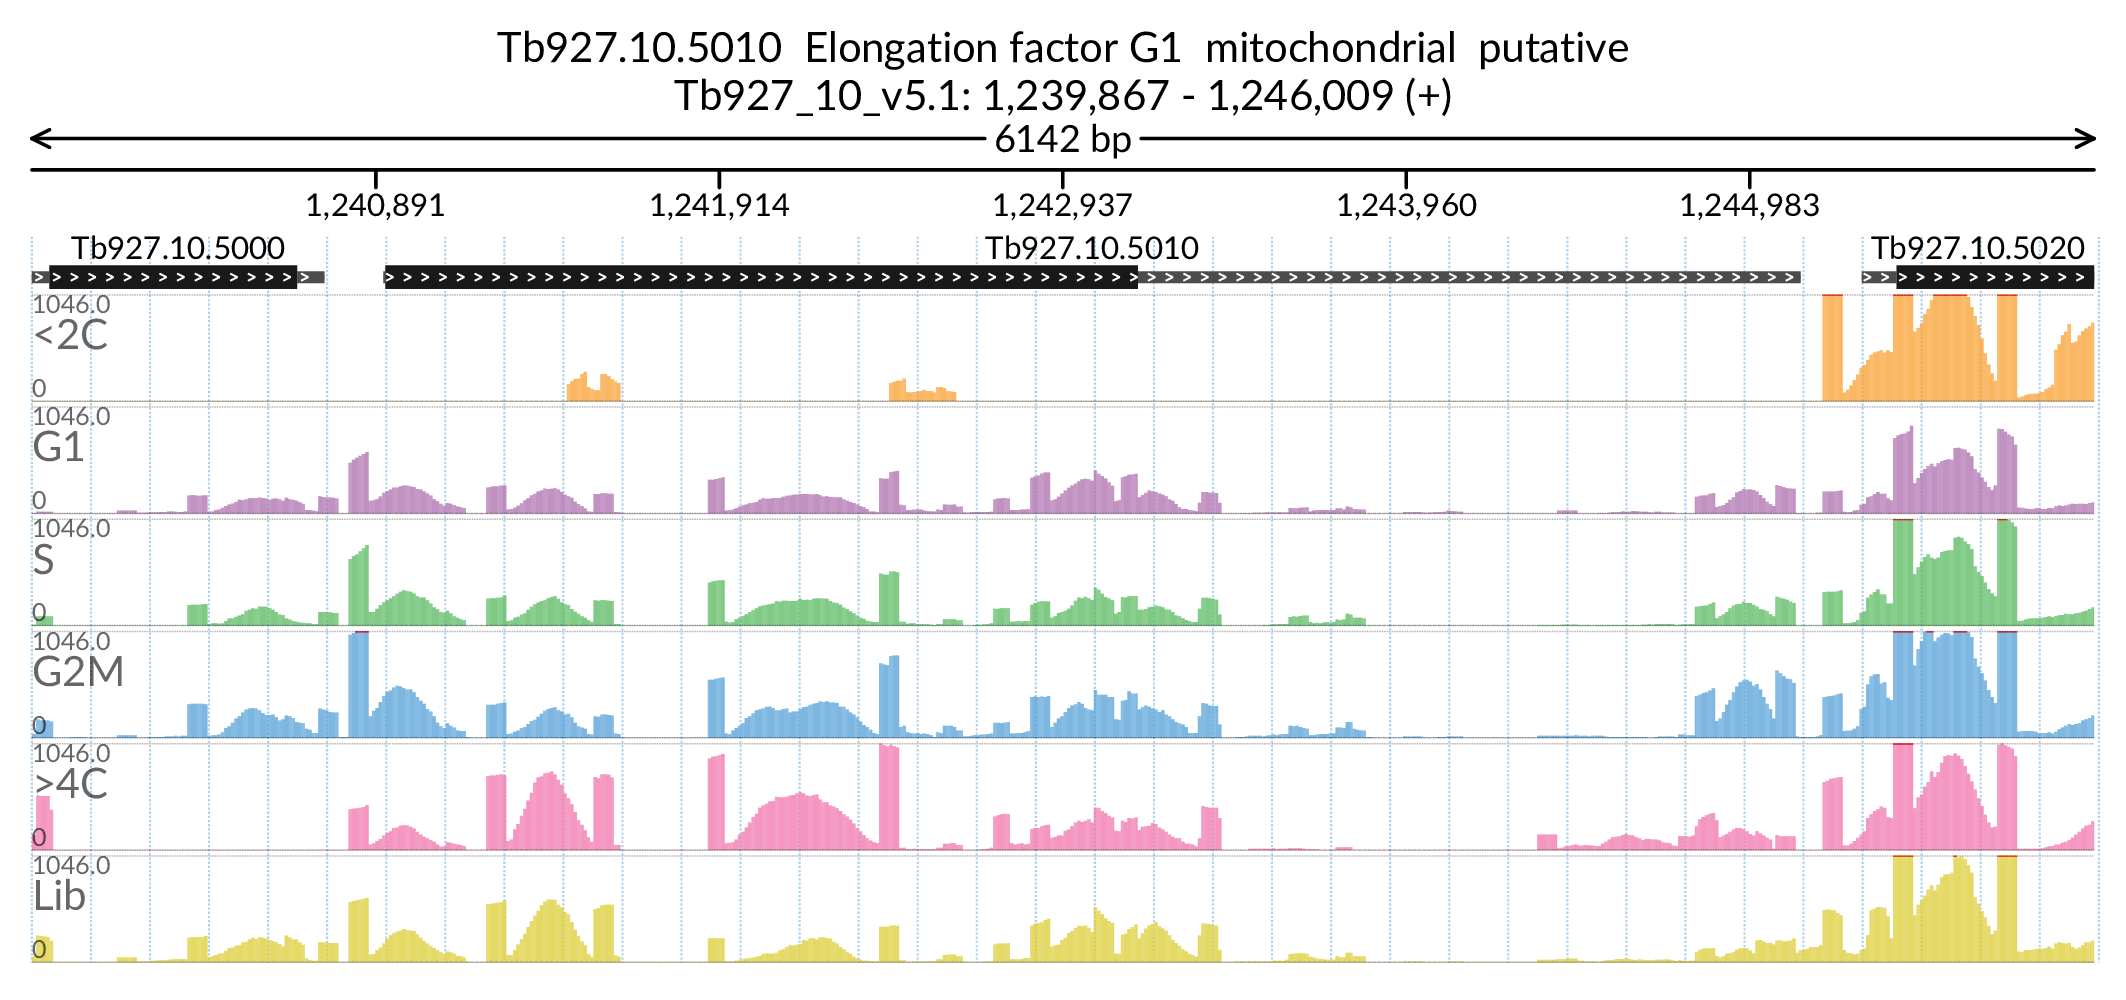 Tb927.10.5010  Elongation factor G1  mitochondrial  putative
Tb927_10_v5.1: 1,239,867 - 1,246,009 (+)
6142 bp
1,240,891 1,241,914 1,242,937 1,243,960 1,244,983
Tb927.10.5000 Tb927.10.5010 Tb927.10.5020
1046.0
<2C
0
1046.0
G1
0
1046.0
S
0
1046.0
G2M
0
1046.0
>4C
0
1046.0
Lib
0